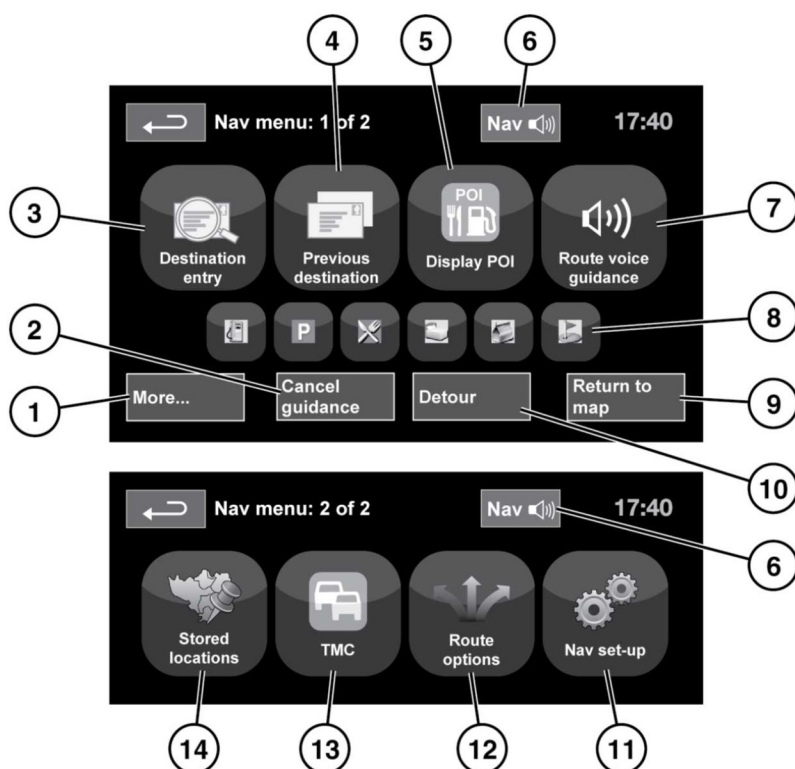 4
5
6
Nav menu: 1 of 2
Nav
17:40
3
POI
7
Destination
entry
Previous
destination
Display POI
Route voice
guidance
2
P
8
More...
Cancel
guidance
Detour
Return to
map
1
9
10
Nav menu: 2 of 2
Nav
17:40
6
Stored
locations
TMC
Route
options
Nav set-up
14
13
12
11